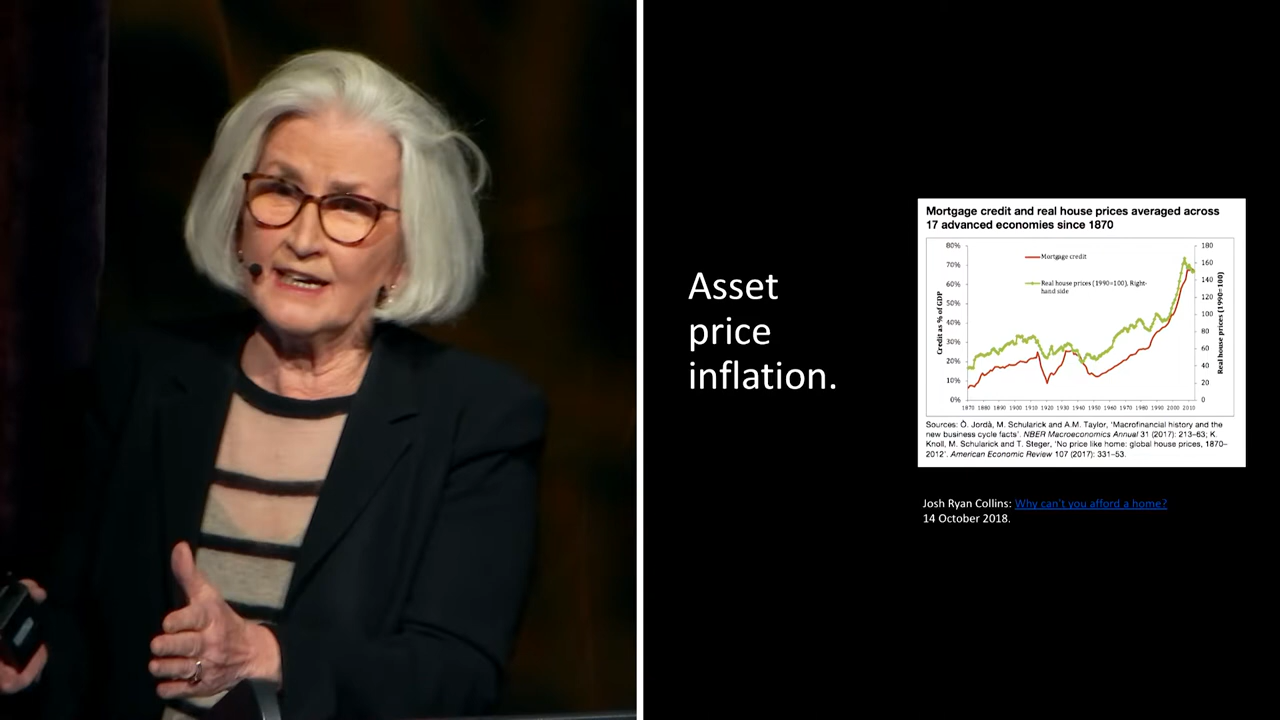 Asset
price
inflation.
Mortgage credit and real house prices averaged across
17 advanced economies since 1870
80%
70%
60%
50%
40%
30%
20%
10%
0%
Credit as % of GDP
Mortgage credit
Real house prices (1990=100), Right-
hand side
180
160
140
120
100
80
60
40
20
0
Real house prices (1990=100)
1870 1880 1890 1900 1910 1920 1930 1940 1950 1960 1970 1980 1990 2000 2010
Sources: Ò. Jordà, M. Schularick and A.M. Taylor, 'Macrofinancial history and the
new business cycle facts'. NBER Macroeconomics Annual 31 (2017): 213–63; K.
Knoll, M. Schularick and T. Steger, 'No price like home: global house prices, 1870–
2012'. American Economic Review 107 (2017): 331–53.
Josh Ryan Collins: Why can't you afford a home?
14 October 2018.